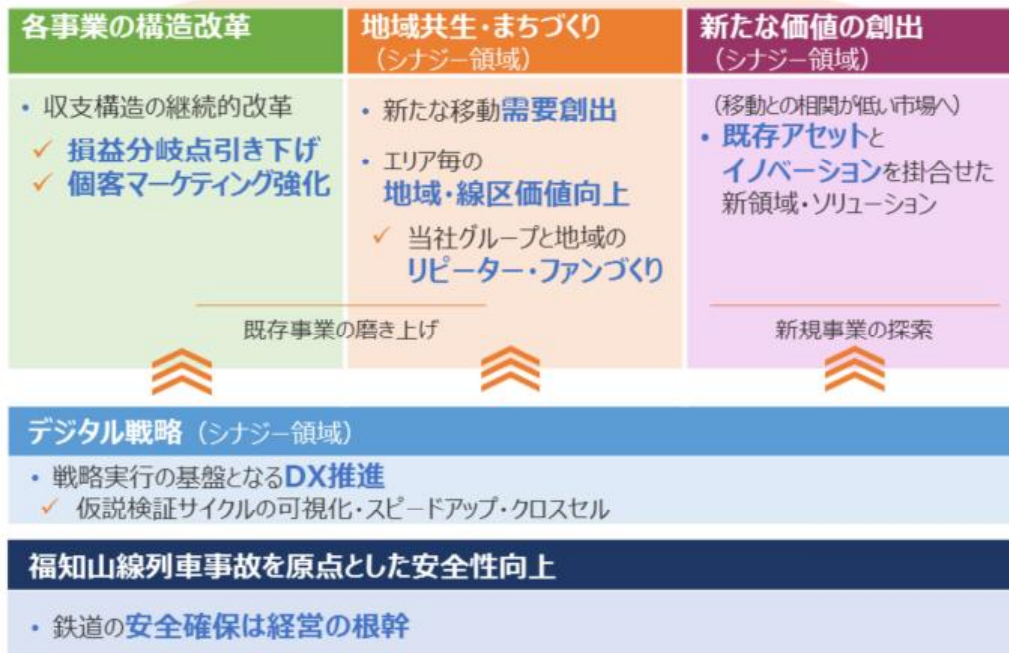 各事業の構造改革
・ 収支構造の継続的改革
✓ 損益分岐点引き下げ
✓ 個客マーケティング強化
地域共生・まちづくり
（シナジー領域）
・ 新たな移動需要創出
・ エリア毎の
地域・線区価値向上
✓ 当社グループと地域の
リピーター・ファンづくり
既存事業の磨き上げ
新たな価値の創出
（シナジー領域）
（移動との相関が低い市場へ）
・ 既存アセットと
イノベーションを掛合せた
新領域・ソリューション
新規事業の探索
デジタル戦略（シナジー領域）
・ 戦略実行の基盤となるDX推進
✓ 仮説検証サイクルの可視化・スピードアップ・クロスセル
福知山線列車事故を原点とした安全性向上
・ 鉄道の安全確保は経営の根幹